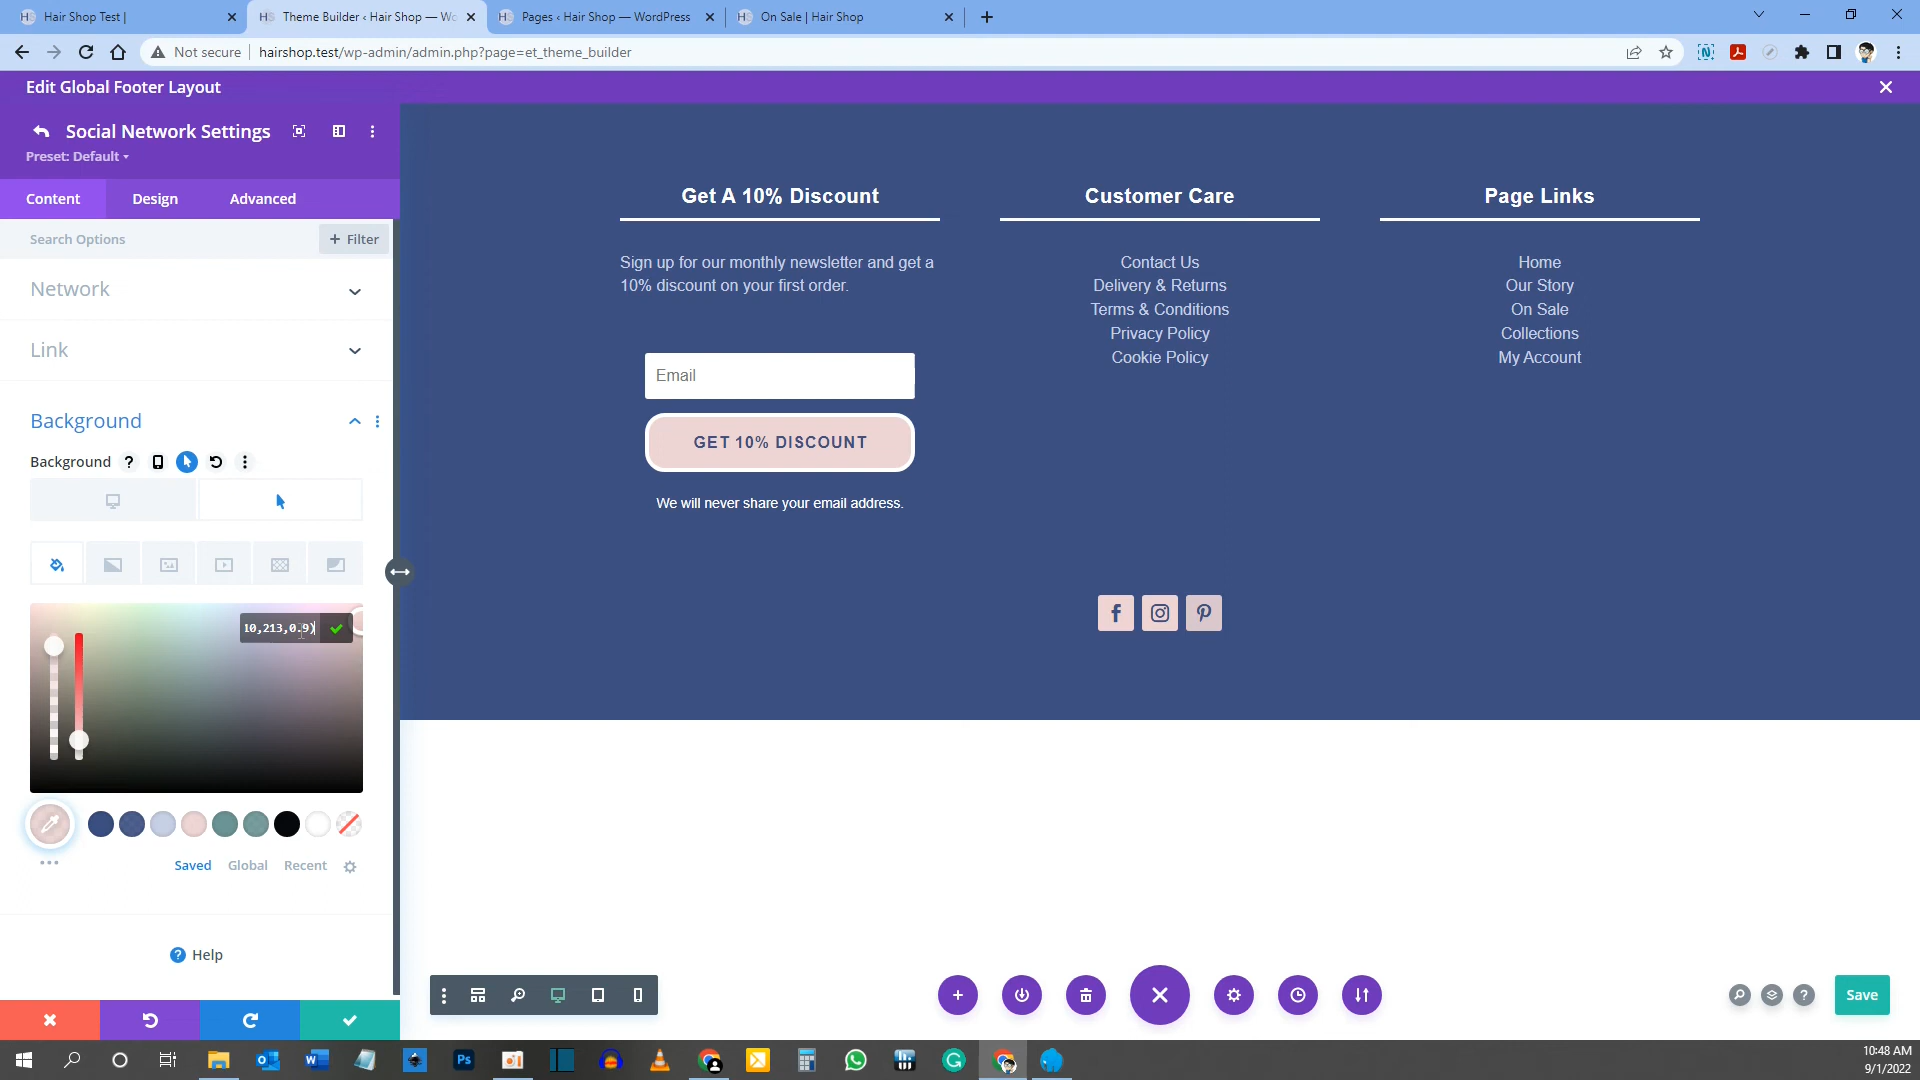 Hair Shop Test |
Theme Builder ‹ Hair Shop — Wo
Pages ‹ Hair Shop — WordPress
On Sale | Hair Shop
Not secure
hairshop.test/wp-admin/admin.php?page=et_theme_builder
Edit Global Footer Layout
Social Network Settings
Preset: Default
Content
Design
Advanced
Search Options
+ Filter
Network
Link
Background
Background
10,213,0.9)
Saved
Global
Recent
Help
Get A 10% Discount
Sign up for our monthly newsletter and get a
10% discount on your first order.
Email
GET 10% DISCOUNT
We will never share your email address.
Customer Care
Contact Us
Delivery & Returns
Terms & Conditions
Privacy Policy
Cookie Policy
Page Links
Home
Our Story
On Sale
Collections
My Account
Save
10:48 AM
9/1/2022